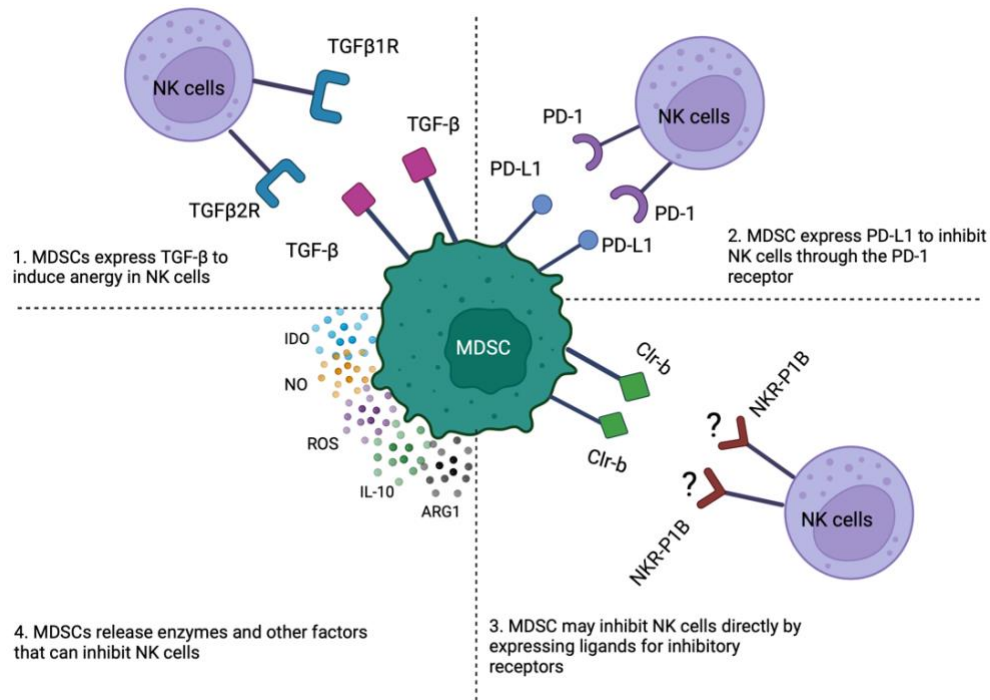 NK cells
TGFβ1R
TGFβ2R
TGF-β
TGF-β
1. MDSCs express TGF-β to
induce anergy in NK cells
PD-1
NK cells
PD-L1
PD-1
PD-L1
2. MDSC express PD-L1 to inhibit
NK cells through the PD-1
receptor
MDSC
IDO
NO
ROS
IL-10
ARG1
Clr-b
Clr-b
NKR-P1B
?
?
NKR-P1B
NK cells
4. MDSCs release enzymes and other factors
that can inhibit NK cells
3. MDSC may inhibit NK cells directly by
expressing ligands for inhibitory
receptors